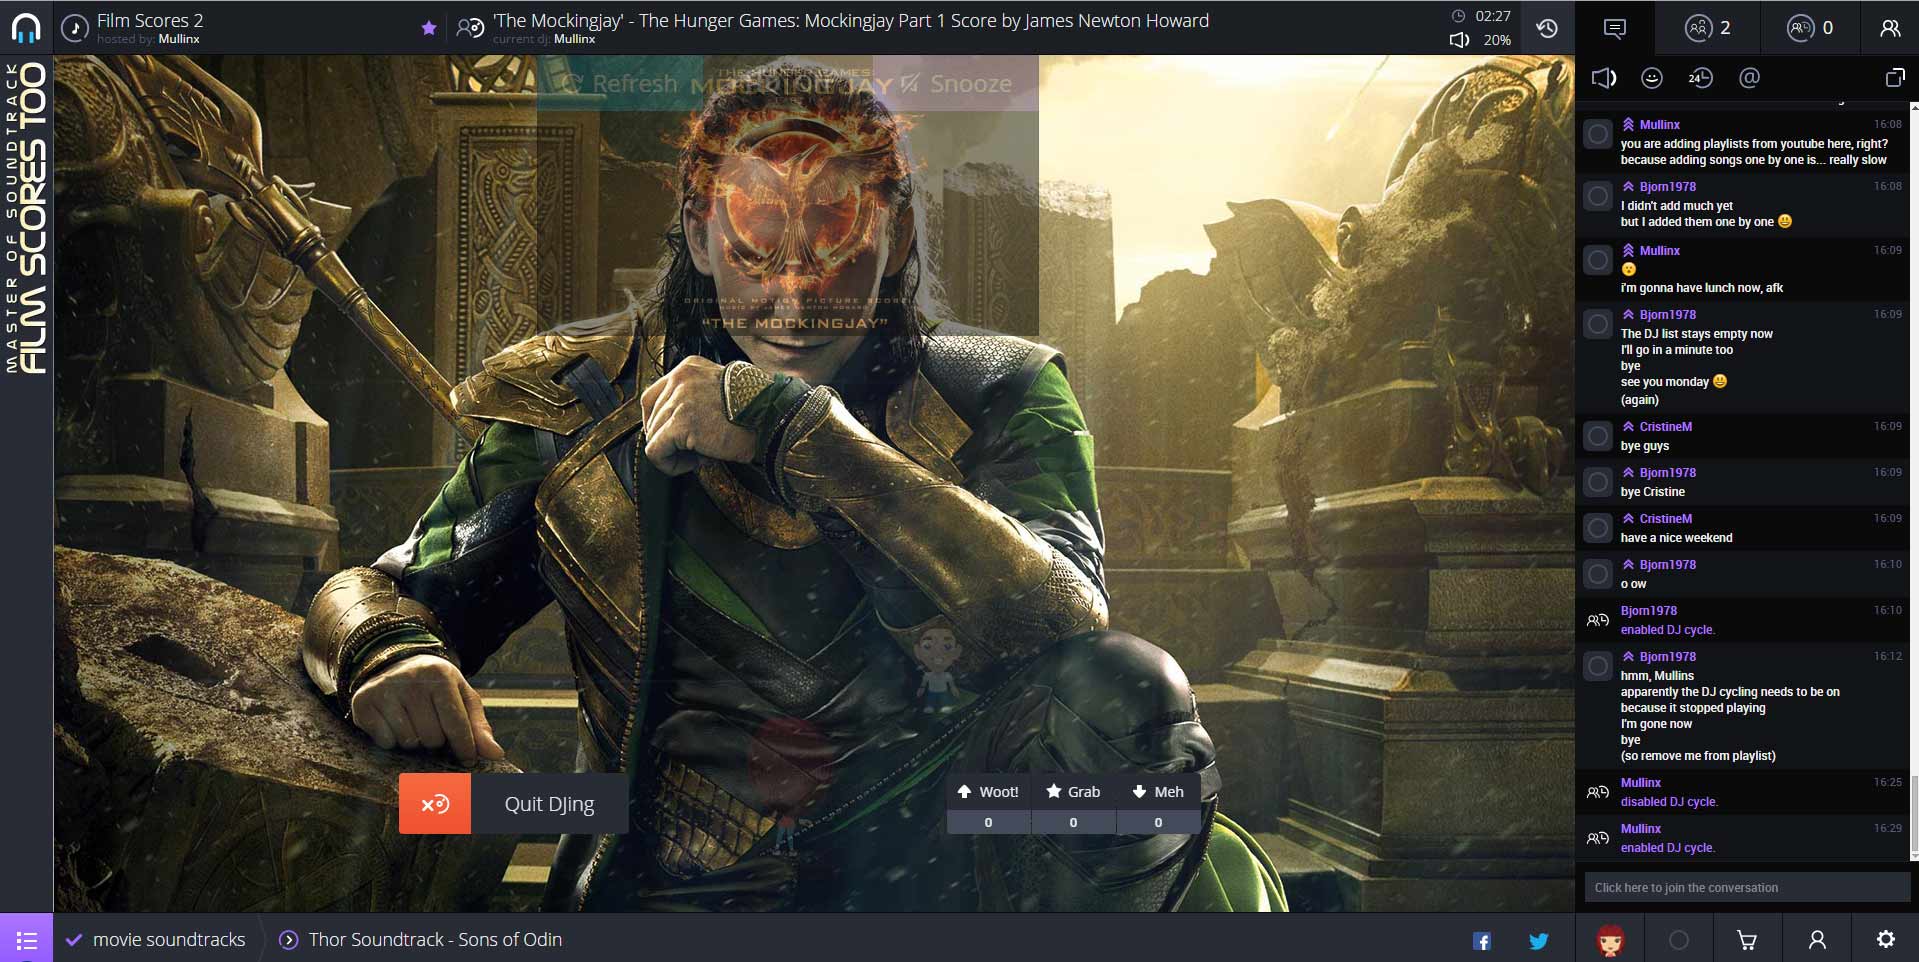 Film Scores 2
hosted by: Mullinx
'The Mockingjay' - The Hunger Games: Mockingjay Part 1 Score by James Newton Howard
current dj: Mullinx
02:27
20%
2
0
MASTER OF SOUNDTRACK
FILM SCORES TOO
Refresh
Snooze
THE HUNGER GAMES
MOCKINGJAY
ORIGINAL MOTION PICTURE SCORE
MUSIC BY JAMES NEWTON HOWARD
"THE MOCKINGJAY"
24
@
Mullinx 16:08
you are adding playlists from youtube here, right?
because adding songs one by one is... really slow
Bjorn1978 16:08
I didn't add much yet
but I added them one by one 😃
Mullinx 16:09
😮
i'm gonna have lunch now, afk
Bjorn1978 16:09
The DJ list stays empty now
I'll go in a minute too
bye
see you monday 😃
(again)
CristineM 16:09
bye guys
Bjorn1978 16:09
bye Cristine
CristineM 16:09
have a nice weekend
Bjorn1978 16:10
o ow
Bjorn1978 16:10
enabled DJ cycle.
Bjorn1978 16:12
hmm, Mullins
apparently the DJ cycling needs to be on
because it stopped playing
I'm gone now
bye
(so remove me from playlist)
Mullinx 16:25
disabled DJ cycle.
Mullinx 16:29
enabled DJ cycle.
Click here to join the conversation
Quit DJing
Woot! Grab Meh
0 0 0
movie soundtracks
Thor Soundtrack - Sons of Odin